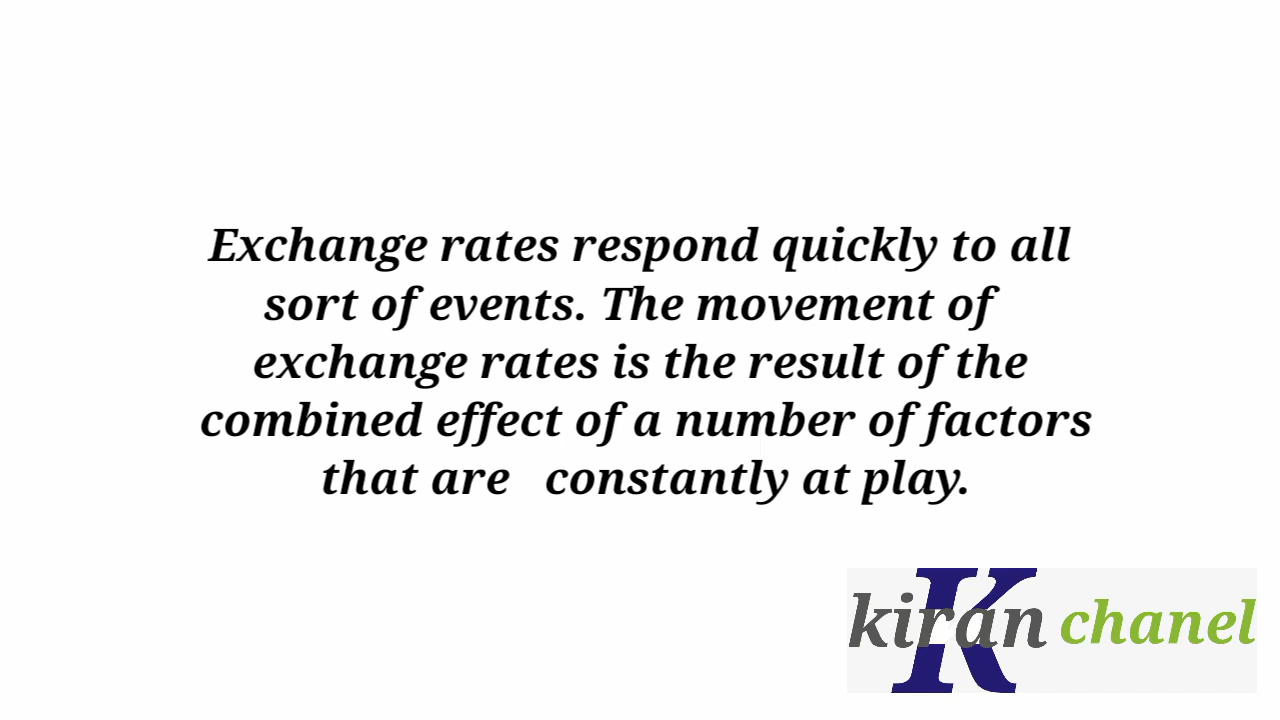 Exchange rates respond quickly to all
sort of events. The movement of
exchange rates is the result of the
combined effect of a number of factors
that are   constantly at play.
K
kiran chanel